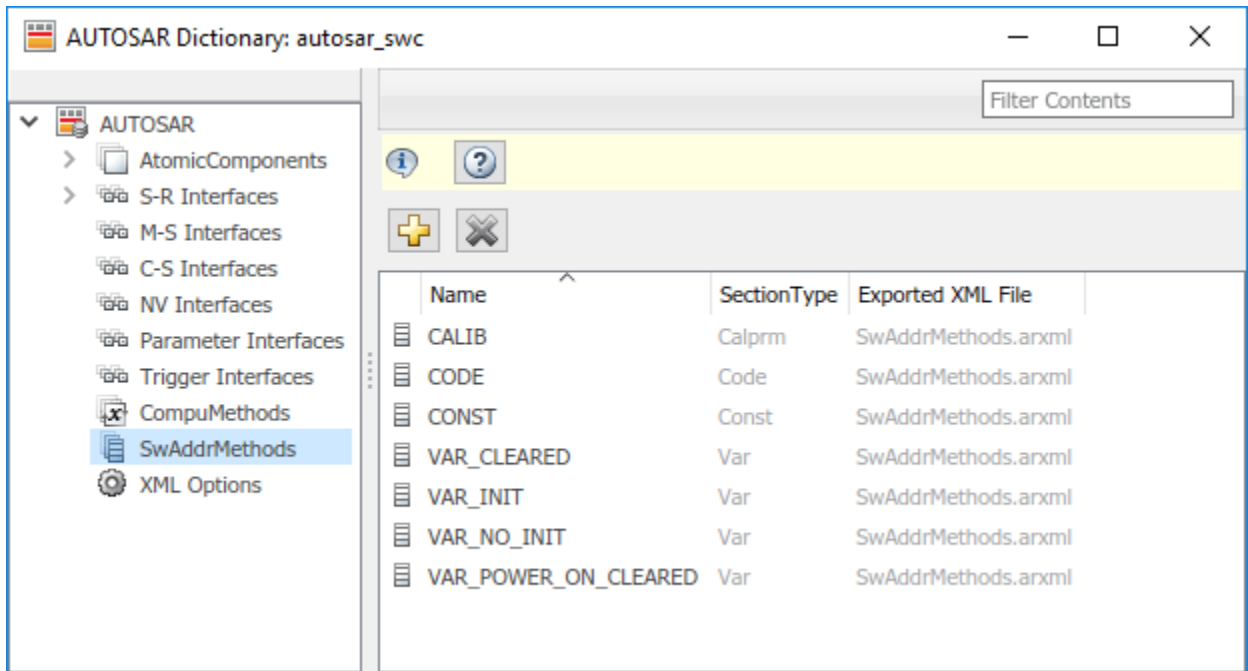 AUTOSAR Dictionary: autosar_swc
Filter Contents
AUTOSAR
AtomicComponents
S-R Interfaces
M-S Interfaces
C-S Interfaces
NV Interfaces
Parameter Interfaces
Trigger Interfaces
CompuMethods
SwAddrMethods
XML Options
Name SectionType Exported XML File
CALIB Calprm SwAddrMethods.arxml
CODE Code SwAddrMethods.arxml
CONST Const SwAddrMethods.arxml
VAR_CLEARED Var SwAddrMethods.arxml
VAR_INIT Var SwAddrMethods.arxml
VAR_NO_INIT Var SwAddrMethods.arxml
VAR_POWER_ON_CLEARED Var SwAddrMethods.arxml